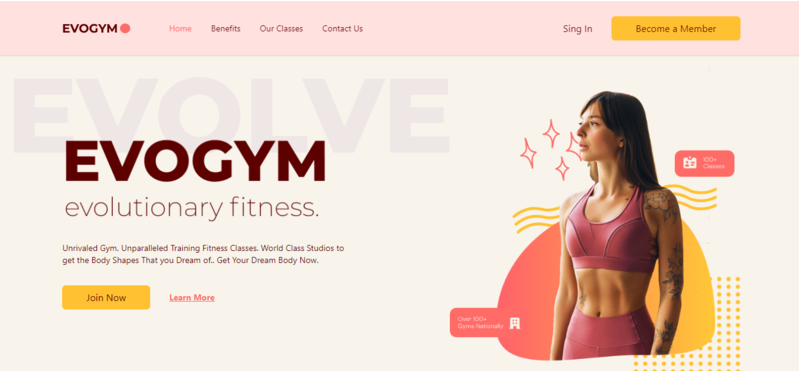 EVOGYM
Home
Benefits
Our Classes
Contact Us
Sing In
Become a Member
EVOLVE
EVOGYM
evolutionary fitness.
100+
Classes
Unrivaled Gym. Unparalleled Training Fitness Classes. World Class Studios to
get the Body Shapes That you Dream of.. Get Your Dream Body Now.
Join Now
Learn More
Over 100+
Gyms Nationally